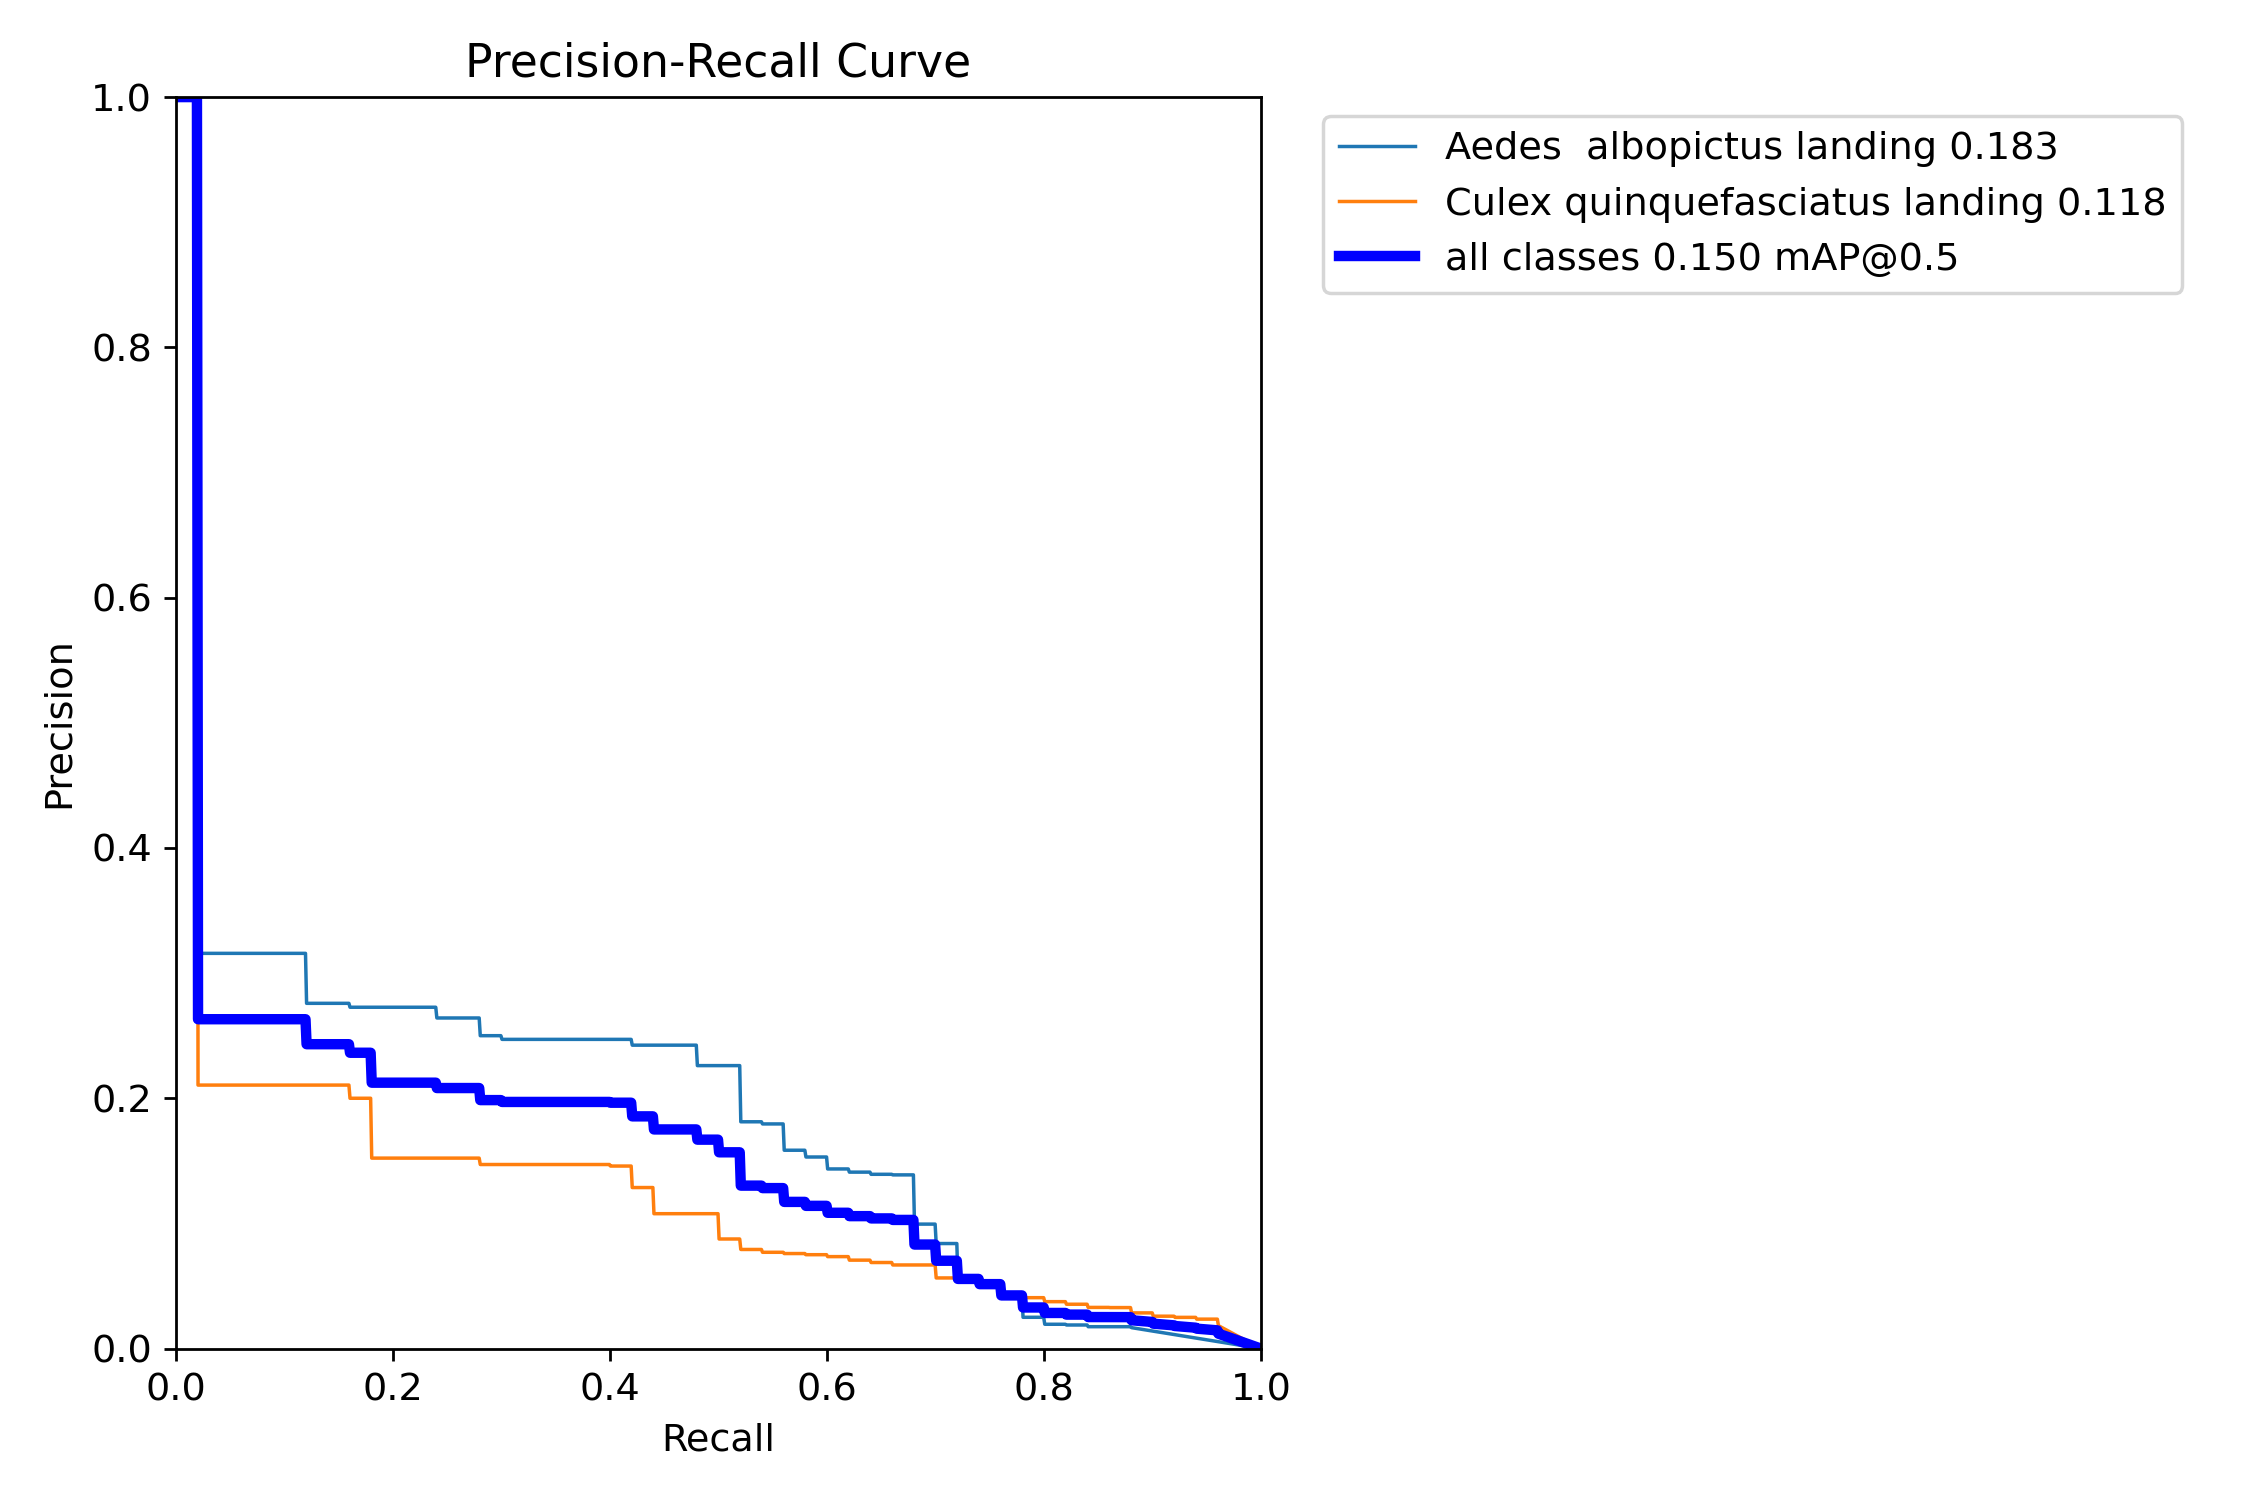 Precision-Recall Curve
1.0
0.8
0.6
0.4
0.2
0.0
Precision
0.0 0.2 0.4 0.6 0.8 1.0
Recall
Aedes  albopictus landing 0.183
Culex quinquefasciatus landing 0.118
all classes 0.150 mAP@0.5